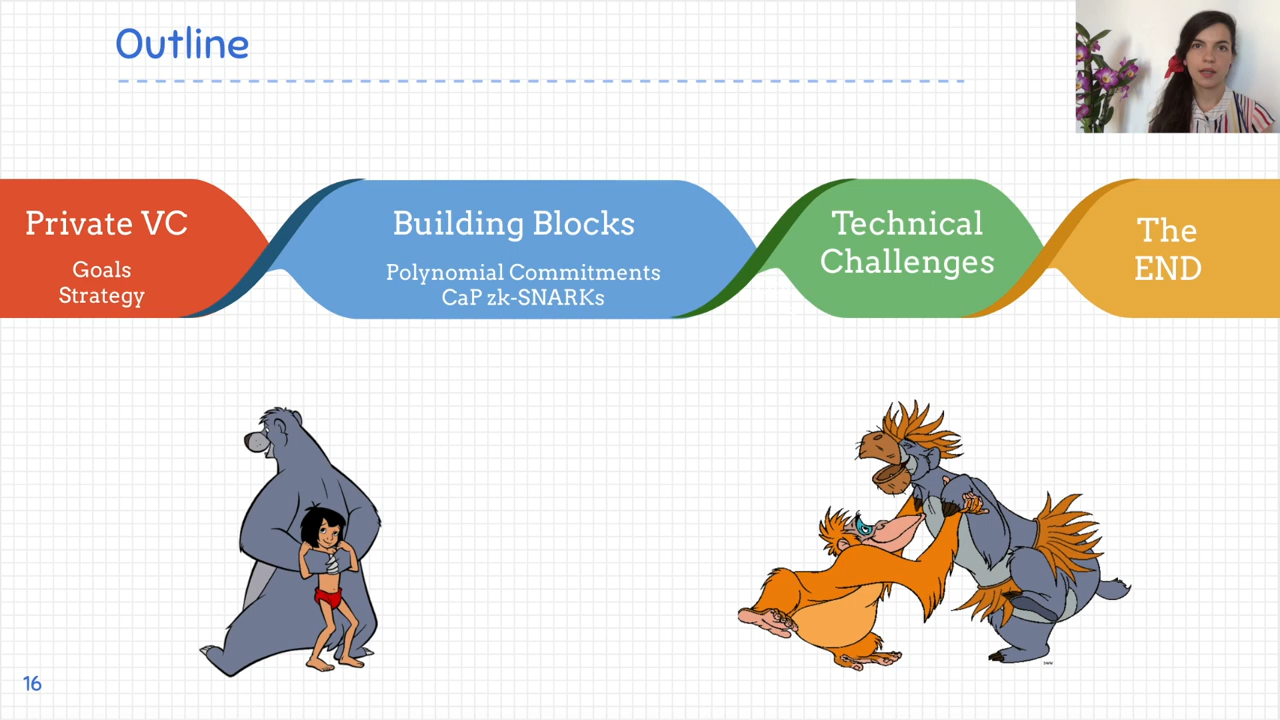 Outline
Private VC
Goals
Strategy
Building Blocks
Polynomial Commitments
CaP zk-SNARKs
Technical
Challenges
The
END
16